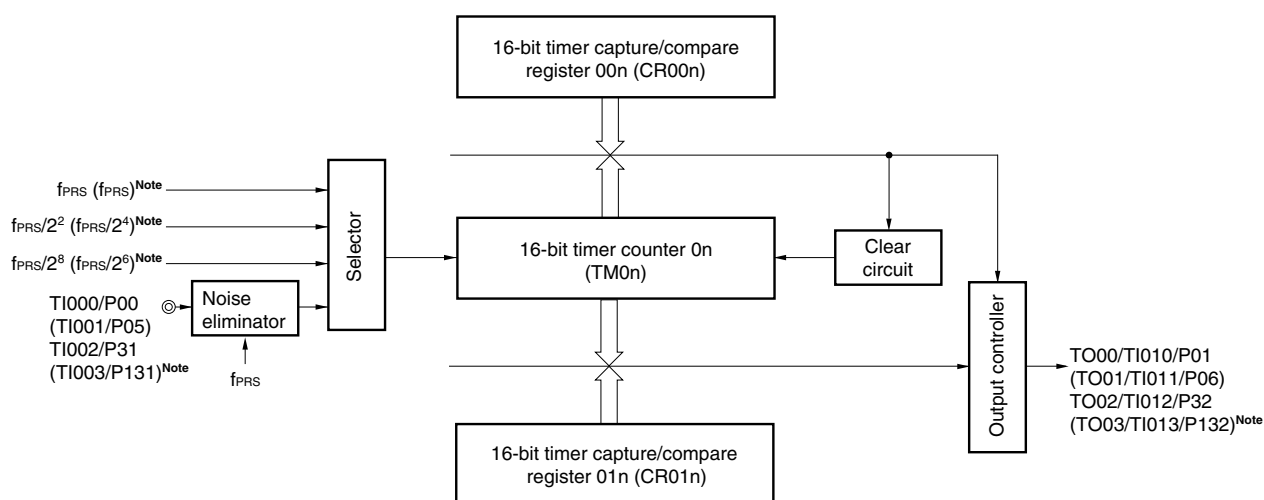 16-bit timer capture/compare
register 00n (CR00n)
fPRS (fPRS)Note
fPRS/2² (fPRS/2⁴)Note
fPRS/2⁸ (fPRS/2⁶)Note
TI000/P00
(TI001/P05)
TI002/P31
(TI003/P131)Note
Noise
eliminator
fPRS
Selector
16-bit timer counter 0n
(TM0n)
Clear
circuit
Output controller
TO00/TI010/P01
(TO01/TI011/P06)
TO02/TI012/P32
(TO03/TI013/P132)Note
16-bit timer capture/compare
register 01n (CR01n)